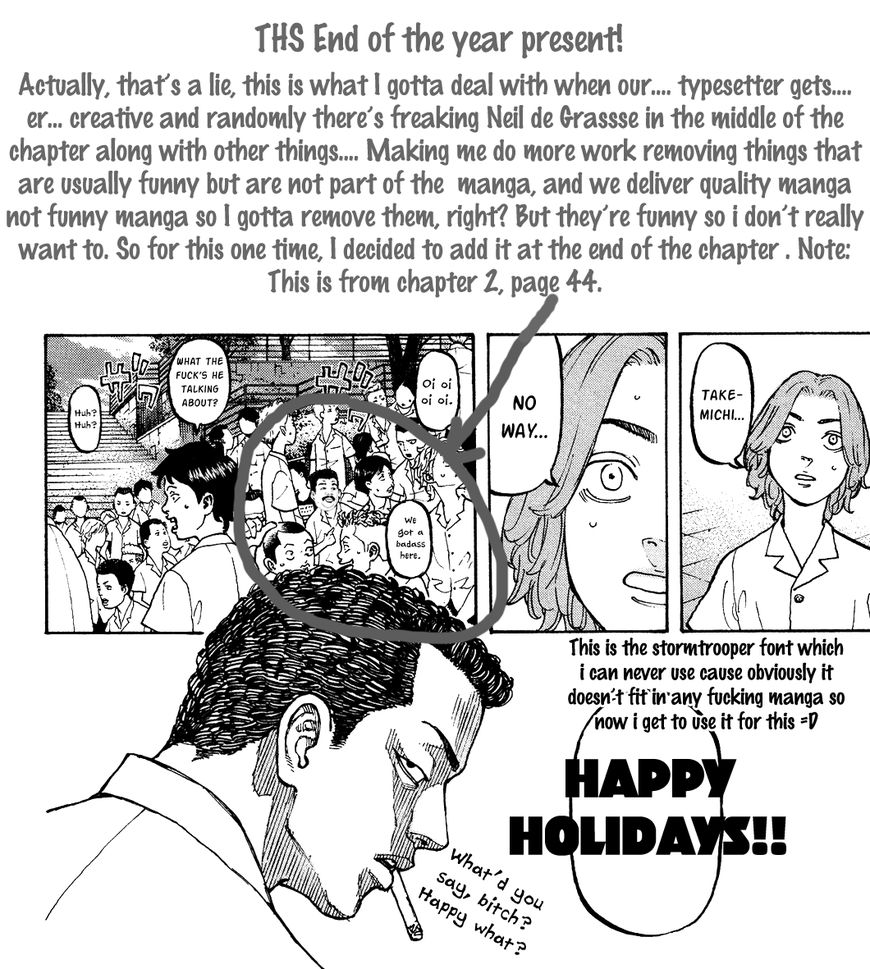 THS End of the year present!
Actually, that's a lie, this is what I gotta deal with when our.... typesetter gets....
er... creative and randomly there's freaking Neil de Grassse in the middle of the
chapter along with other things.... Making me do more work removing things that
are usually funny but are not part of the manga, and we deliver quality manga
not funny manga so I gotta remove them, right? But they're funny so i don't really
want to. So for this one time, I decided to add it at the end of the chapter . Note:
This is from chapter 2, page 44.
Huh?
Huh?
WHAT THE
FUCK'S HE
TALKING
ABOUT?
Oi oi
oi oi.
We
got a
badass
here.
NO
WAY...
TAKE-
MICHI...
This is the stormtrooper font which
i can never use cause obviously it
doesn't fit in any fucking manga so
now i get to use it for this =D
HAPPY
HOLIDAYS!!
What'd you
say, bitch?
Happy what?